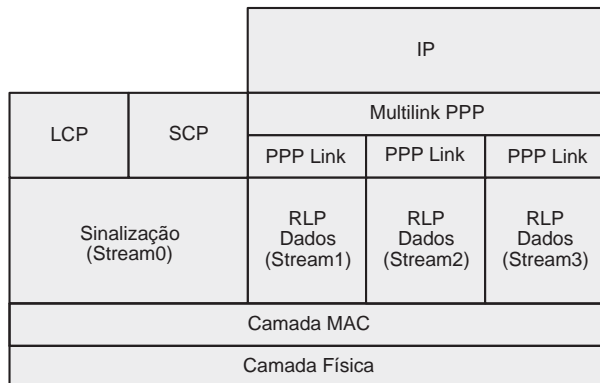 IP
LCP
SCP
Multilink PPP
PPP Link
PPP Link
PPP Link
Sinalização
(Stream0)
RLP
Dados
(Stream1)
RLP
Dados
(Stream2)
RLP
Dados
(Stream3)
Camada MAC
Camada Física